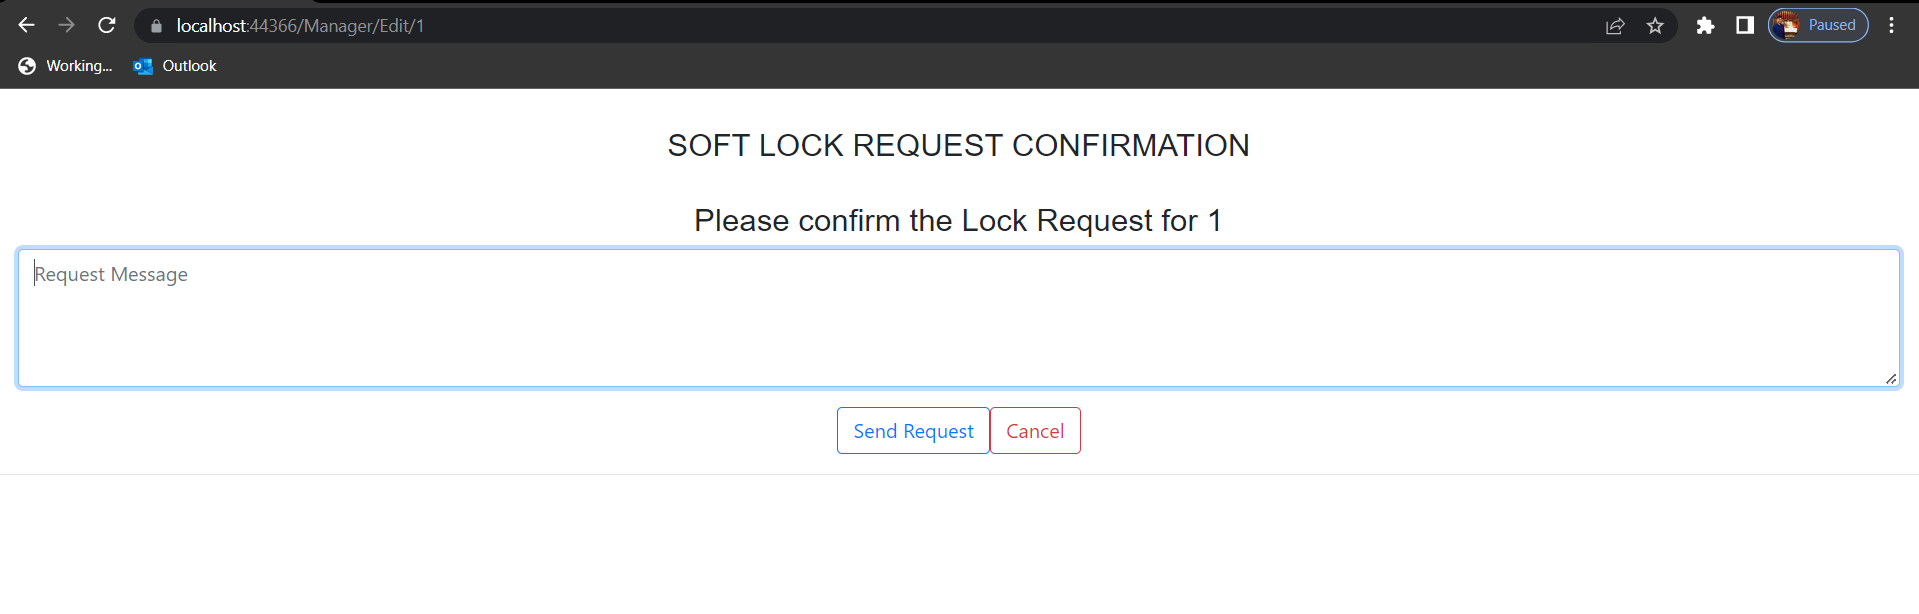 localhost:44366/Manager/Edit/1
Paused
Working... Outlook
SOFT LOCK REQUEST CONFIRMATION
Please confirm the Lock Request for 1
Request Message
Send Request Cancel